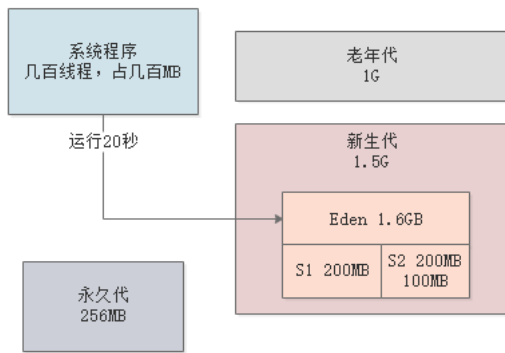 系统程序
几百线程，占几百MB
老年代
1G
运行20秒
新生代
1.5G
Eden 1.6GB
S1 200MB
S2 200MB
100MB
永久代
256MB